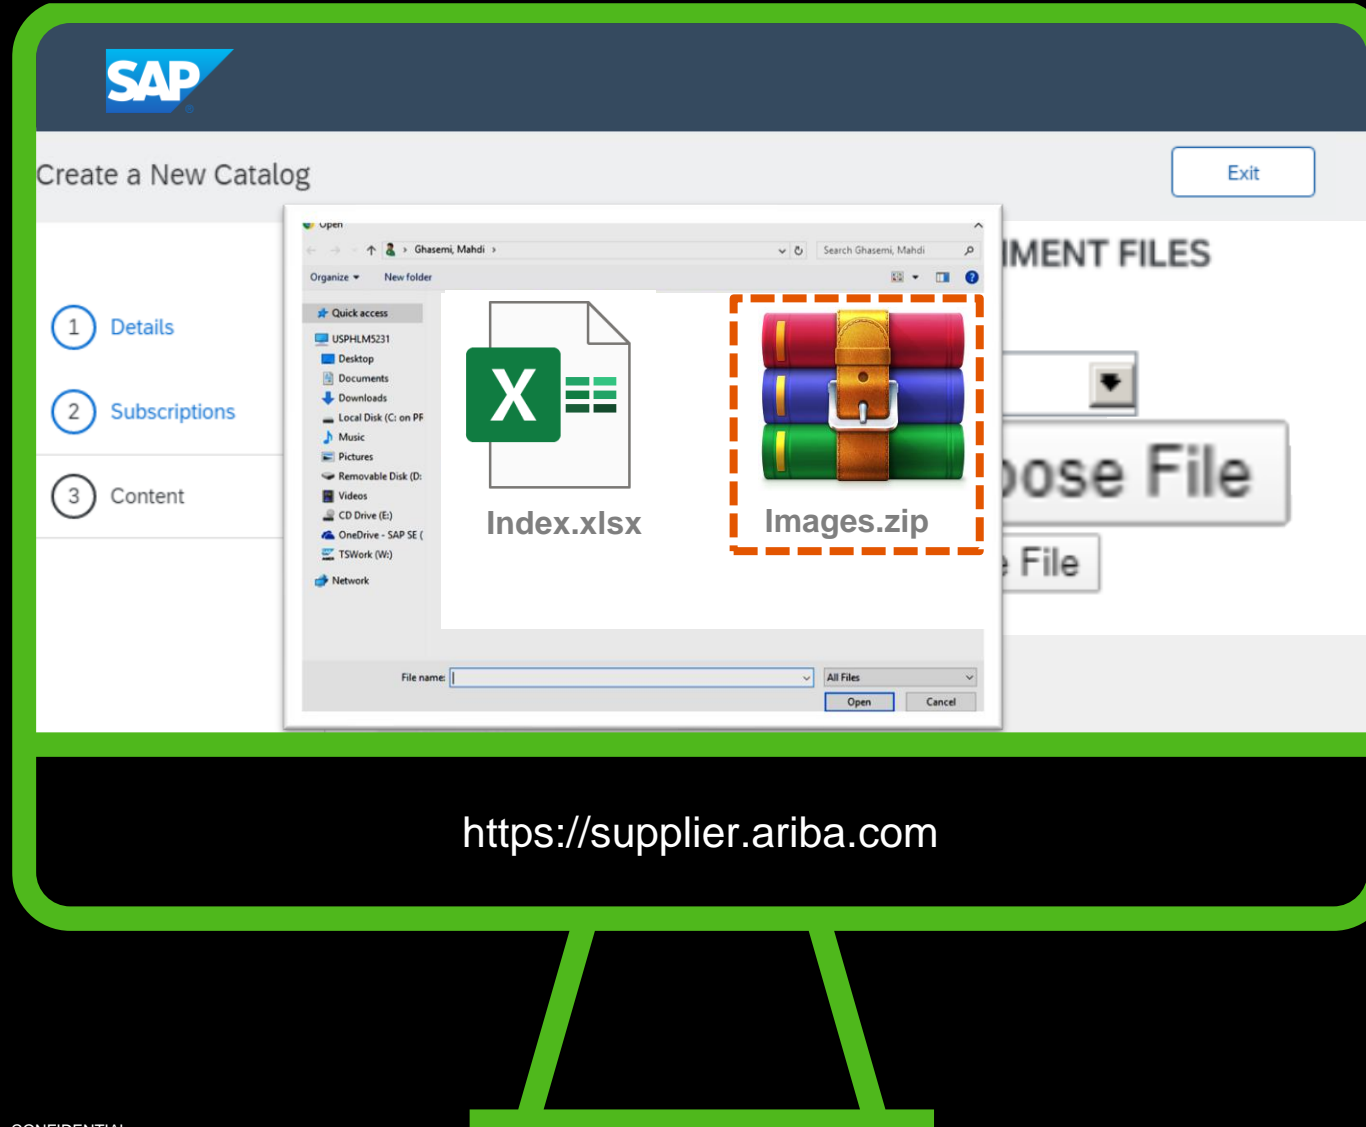 SAP
Create a New Catalog
Exit
Open
Ghasemi, Mahdi
Search Ghasemi, Mahdi
Organize
New folder
Quick access
USPHLM5231
Desktop
Documents
Downloads
Local Disk (C: on PF
Music
Pictures
Removable Disk (D:
Videos
CD Drive (E:)
OneDrive - SAP SE (
TSWork (W:)
Network
X
Index.xlsx
Images.zip
File name:
All Files
Open
Cancel
1 Details
2 Subscriptions
3 Content
MENT FILES
ose File
File
https://supplier.ariba.com
CONFIDENTIAL